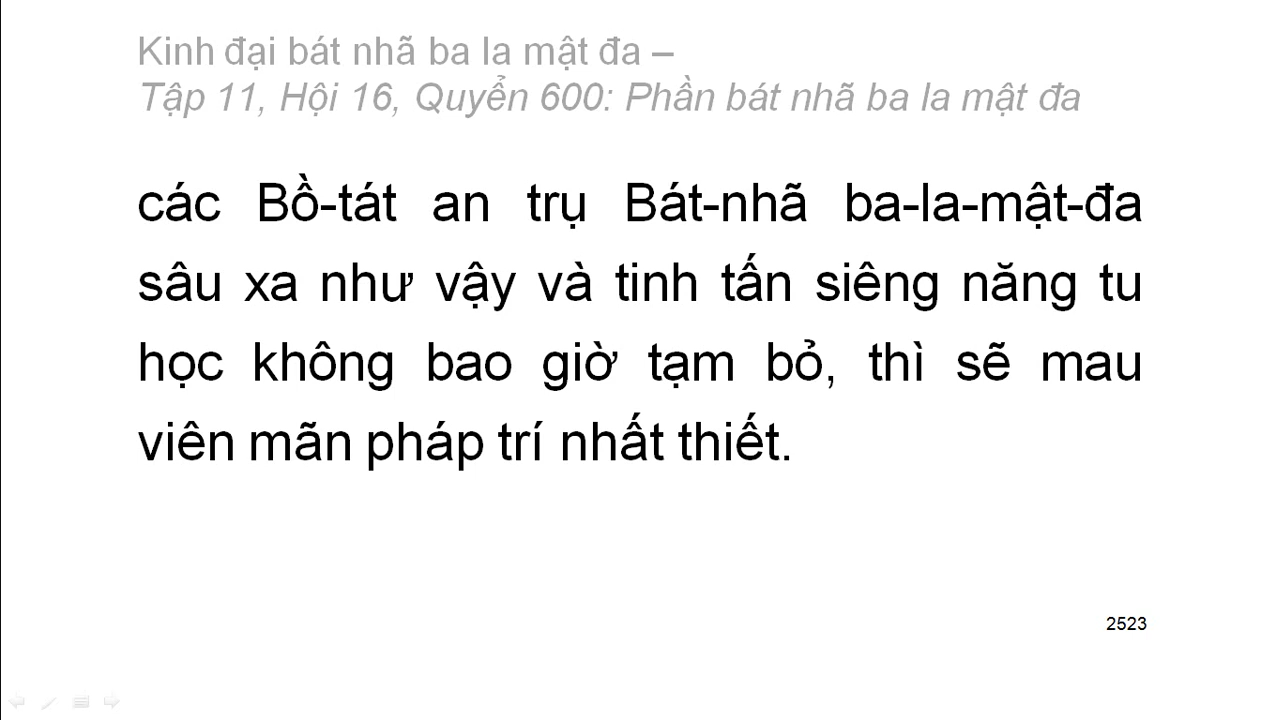 Kinh đại bát nhã ba la mật đa –
Tập 11, Hội 16, Quyển 600: Phần bát nhã ba la mật đa
các Bồ-tát an trụ Bát-nhã ba-la-mật-đa
sâu xa như vậy và tinh tấn siêng năng tu
học không bao giờ tạm bỏ, thì sẽ mau
viên mãn pháp trí nhất thiết.
2523